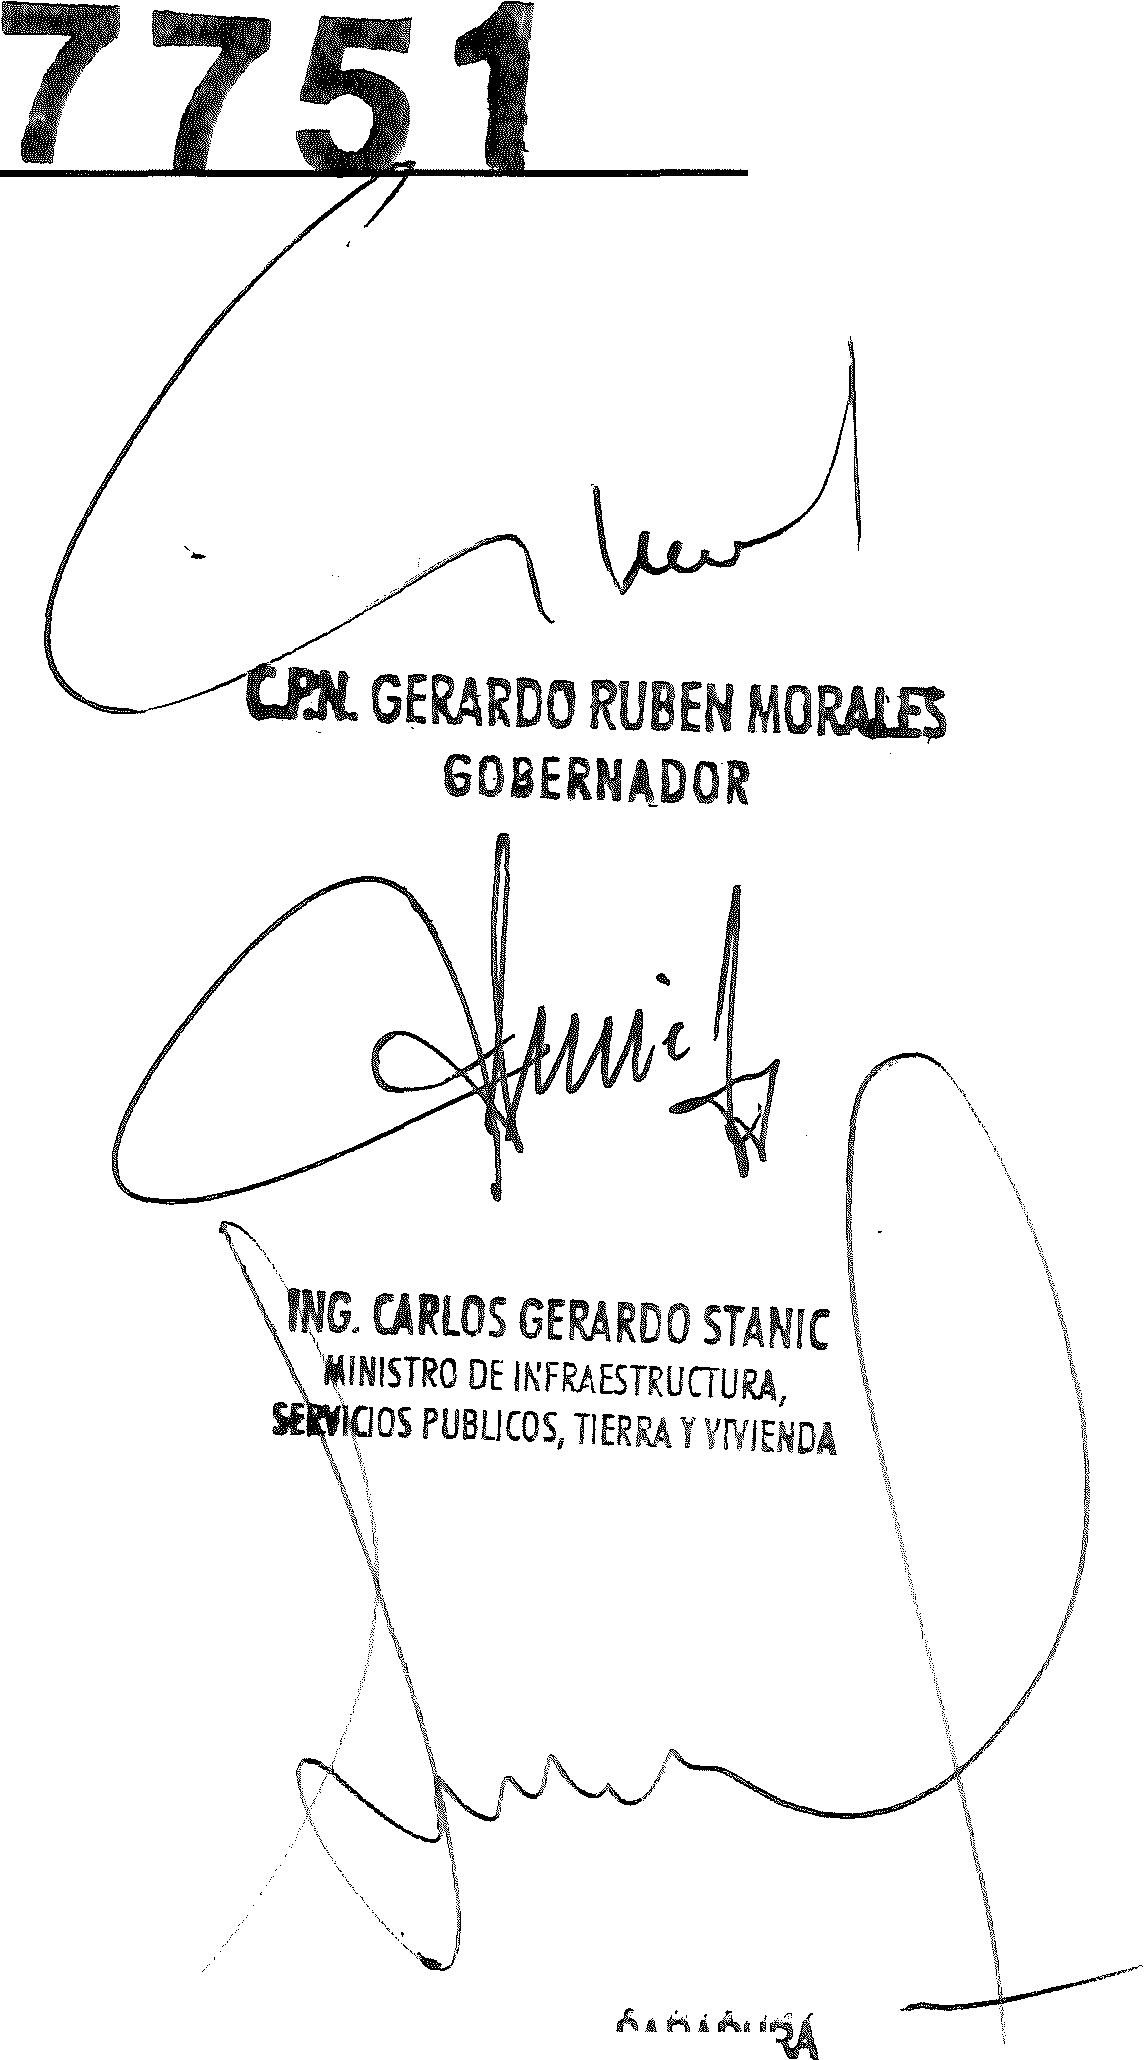 7751
C.P.N. GERARDO RUBEN MORALES
GOBERNADOR
ING. CARLOS GERARDO STANIC
MINISTRO DE INFRAESTRUCTURA,
SERVICIOS PUBLICOS, TIERRA Y VIVIENDA